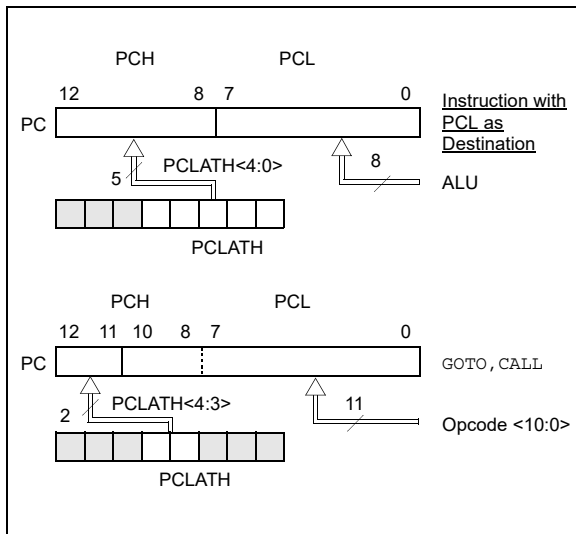 PCH PCL
12 8 7 0
PC
Instruction with
PCL as
Destination
5 PCLATH<4:0>
8
ALU
PCLATH
PCH PCL
12 11 10 8 7 0
PC
GOTO, CALL
2 PCLATH<4:3>
11
Opcode <10:0>
PCLATH